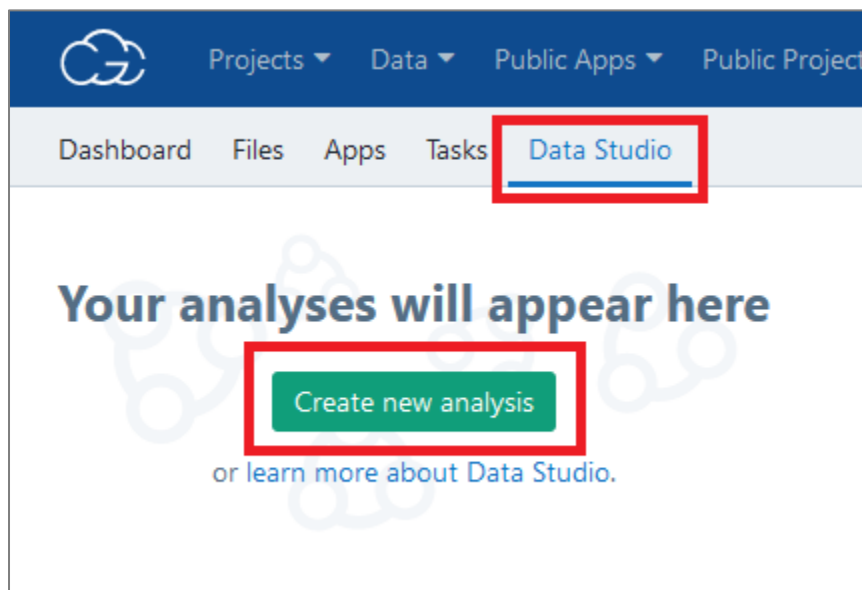 Projects Data Public Apps Public Project
Dashboard Files Apps Tasks Data Studio
Your analyses will appear here
Create new analysis
or learn more about Data Studio.